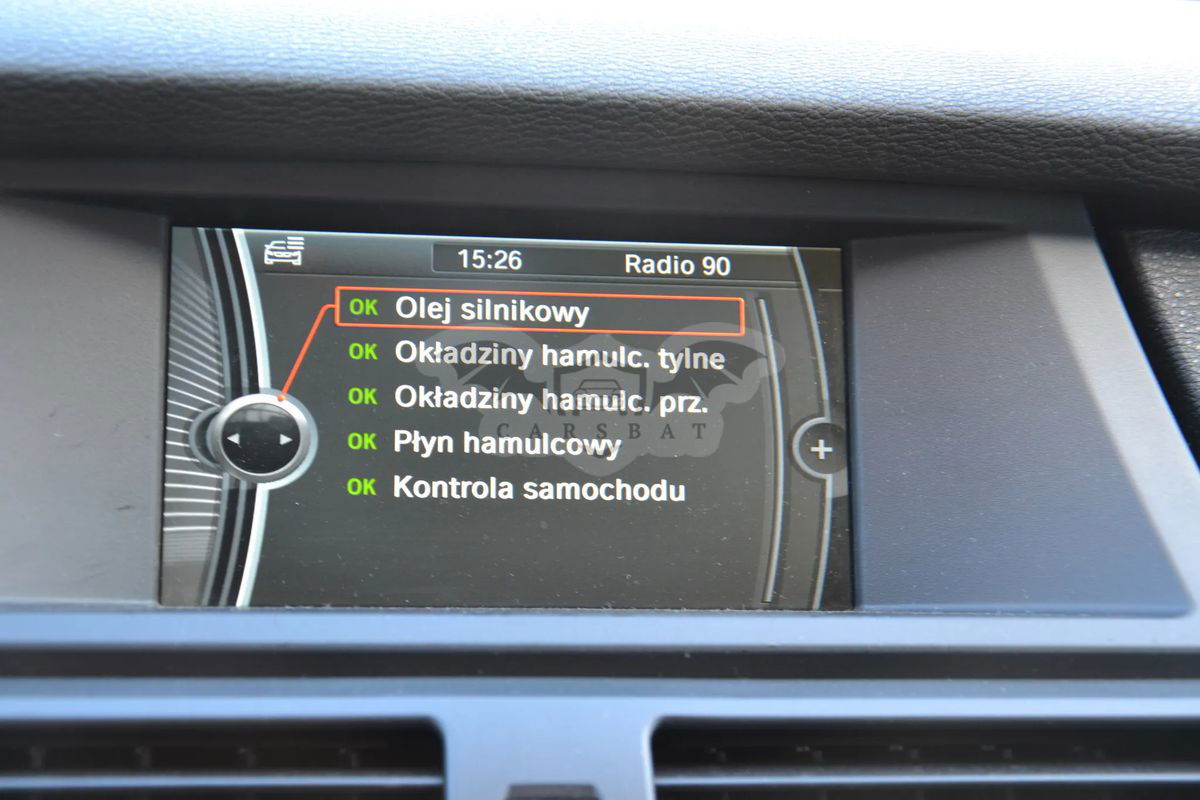 15:26 Radio 90
OK Olej silnikowy
OK Okładziny hamulc. tylne
OK Okładziny hamulc. prz.
CARSBAT
OK Płyn hamulcowy
OK Kontrola samochodu